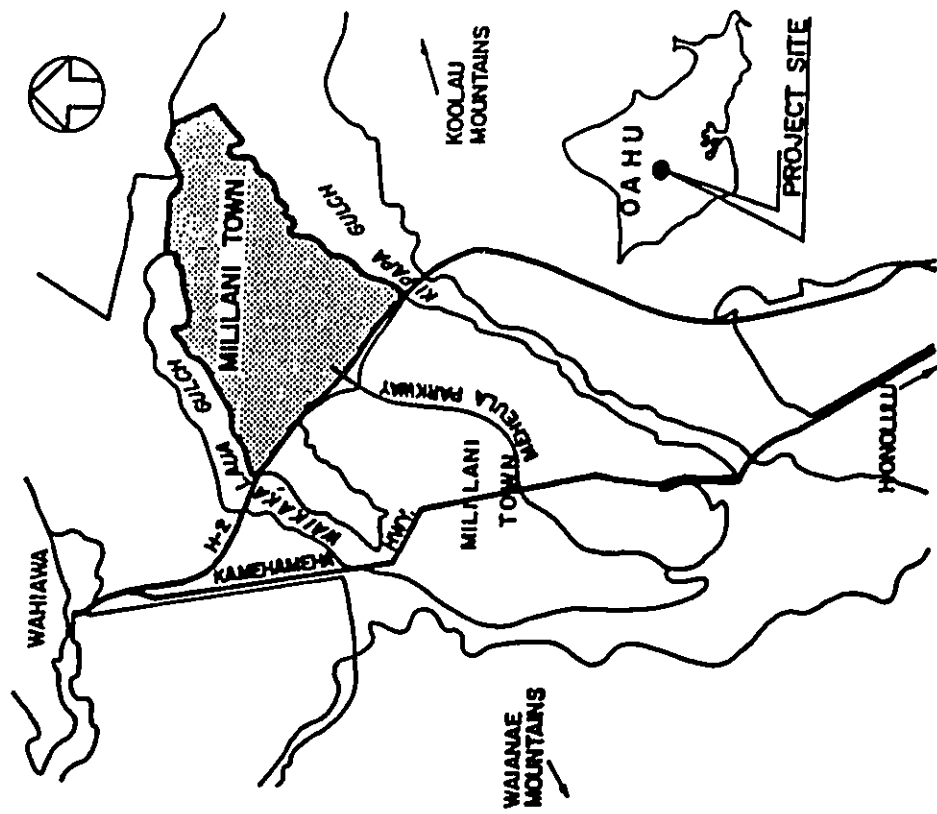 WAHIAWA
MILILANI TOWN
KOOLAU
MOUNTAINS
GULCH
KIPAPA
GULCH
WAIKAKALAUA
H-2
KAMEHAMEHA
HWY.
MEHEULA PARKWAY
MILILANI
TOWN
OAHU
PROJECT SITE
HONOLULU
WAIANAE
MOUNTAINS